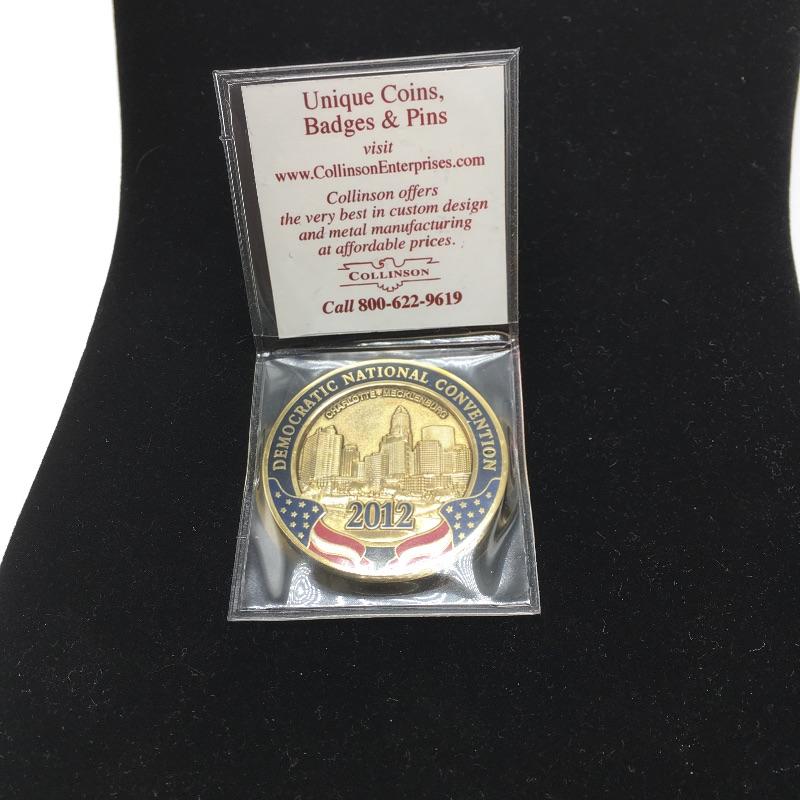 Unique Coins,
Badges & Pins
visit
www.CollinsonEnterprises.com
Collinson offers
the very best in custom design
and metal manufacturing
at affordable prices.
COLLINSON
Call 800-622-9619
DEMOCRATIC NATIONAL CONVENTION
CHARLOTTE MECKLENBURG
2012